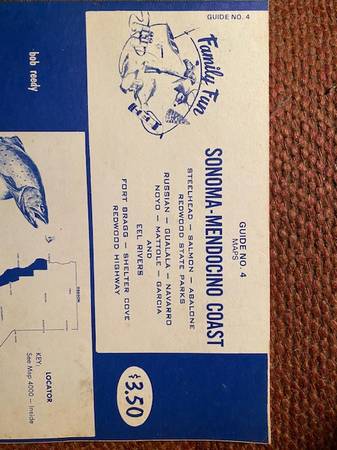 GUIDE NO. 4
Family Fun
GUIDE NO. 4
MAPS
SONOMA-MENDOCINO COAST
STEELHEAD — SALMON — ABALONE
REDWOOD STATE PARKS
RUSSIAN — GUALALA — NAVARRO
NOYO — MATTOLE — GARCIA
AND
EEL RIVERS
FORT BRAGG — SHELTER COVE
REDWOOD HIGHWAY
$3.50
bob reedy
OREGON
LOCATOR
KEY:
See Map 4000 — Inside